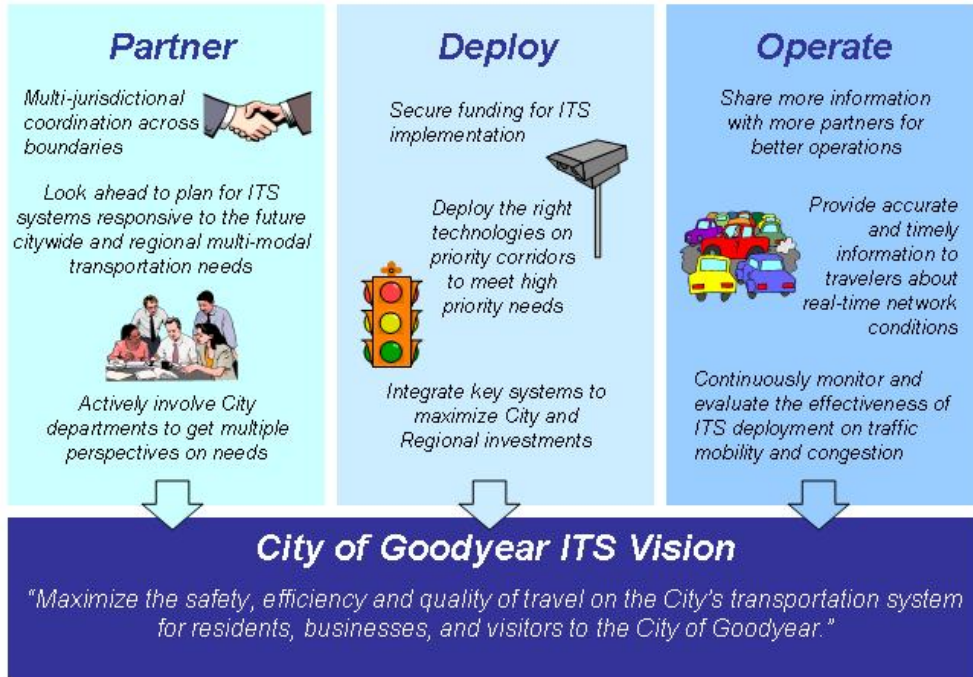 Partner
Multi-jurisdictional
coordination across
boundaries
Look ahead to plan for ITS
systems responsive to the future
citywide and regional multi-modal
transportation needs
Actively involve City
departments to get multiple
perspectives on needs
Deploy
Secure funding for ITS
implementation
Deploy the right
technologies on
priority corridors
to meet high
priority needs
Integrate key systems to
maximize City and
Regional investments
Operate
Share more information
with more partners for
better operations
Provide accurate
and timely
information to
travelers about
real-time network
conditions
Continuously monitor and
evaluate the effectiveness of
ITS deployment on traffic
mobility and congestion
City of Goodyear ITS Vision
"Maximize the safety, efficiency and quality of travel on the City's transportation system
for residents, businesses, and visitors to the City of Goodyear."